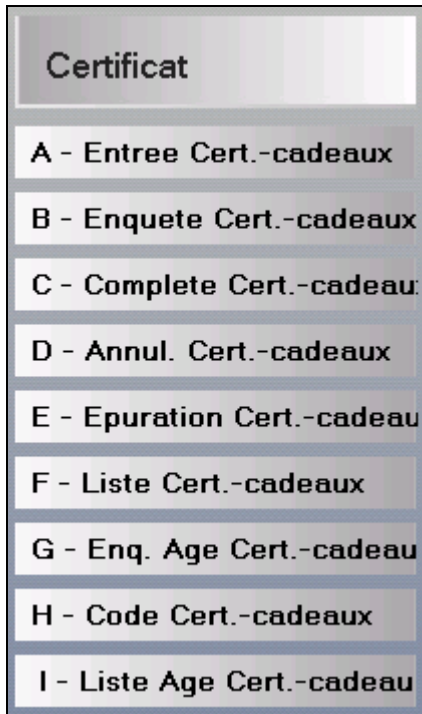 Certificat
A - Entree Cert.-cadeaux
B - Enquete Cert.-cadeaux
C - Complete Cert.-cadeau
D - Annul. Cert.-cadeaux
E - Epuration Cert.-cadeau
F - Liste Cert.-cadeaux
G - Enq. Age Cert.-cadeau
H - Code Cert.-cadeaux
I - Liste Age Cert.-cadeau